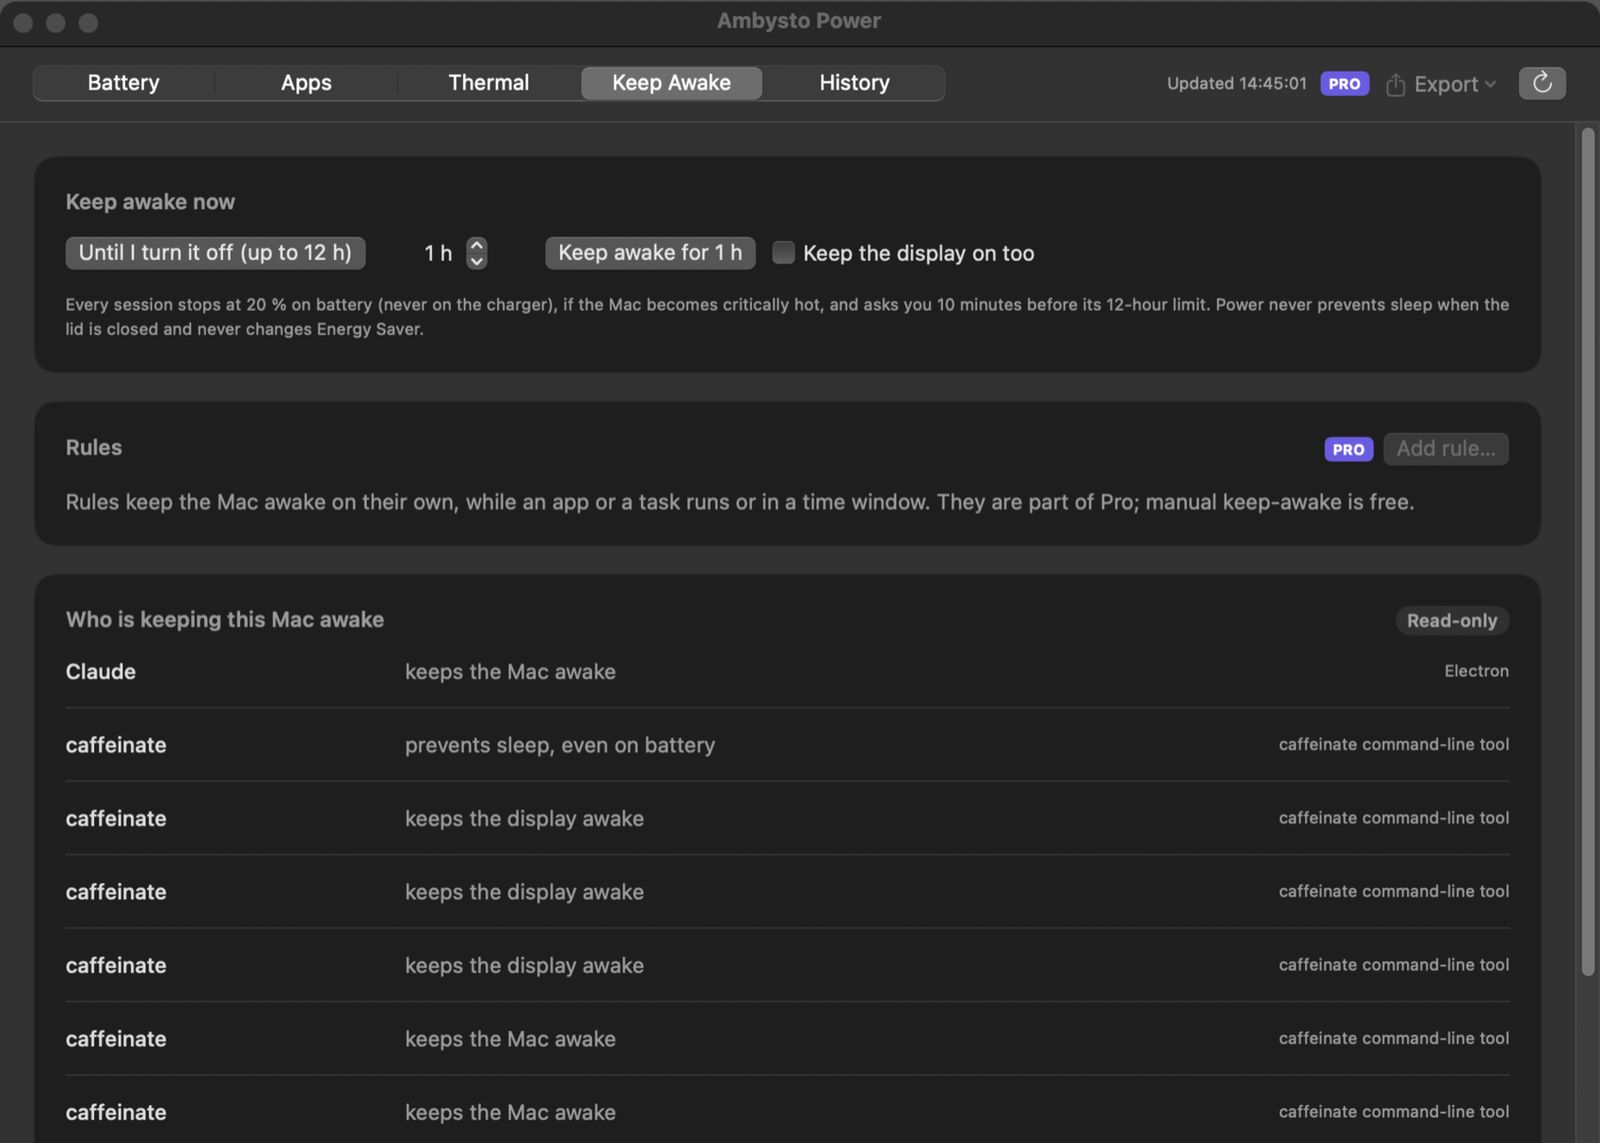 Ambysto Power
Battery
Apps
Thermal
Keep Awake
History
Updated 14:45:01
PRO
Export
Keep awake now
Until I turn it off (up to 12 h)
1 h
Keep awake for 1 h
Keep the display on too
Every session stops at 20 % on battery (never on the charger), if the Mac becomes critically hot, and asks you 10 minutes before its 12-hour limit. Power never prevents sleep when the
lid is closed and never changes Energy Saver.
Rules
PRO
Add rule...
Rules keep the Mac awake on their own, while an app or a task runs or in a time window. They are part of Pro; manual keep-awake is free.
Who is keeping this Mac awake
Read-only
Claude
keeps the Mac awake
Electron
caffeinate
prevents sleep, even on battery
caffeinate command-line tool
caffeinate
keeps the display awake
caffeinate command-line tool
caffeinate
keeps the display awake
caffeinate command-line tool
caffeinate
keeps the display awake
caffeinate command-line tool
caffeinate
keeps the Mac awake
caffeinate command-line tool
caffeinate
keeps the Mac awake
caffeinate command-line tool